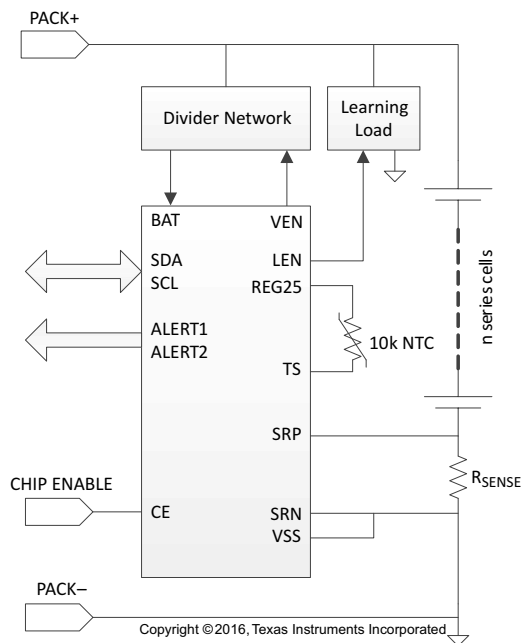 PACK+
Divider Network
Learning
Load
BAT
VEN
SDA
SCL
LEN
REG25
ALERT1
ALERT2
10k NTC
TS
n series cells
SRP
RSENSE
CHIP ENABLE
CE
SRN
VSS
PACK–
Copyright © 2016, Texas Instruments Incorporated